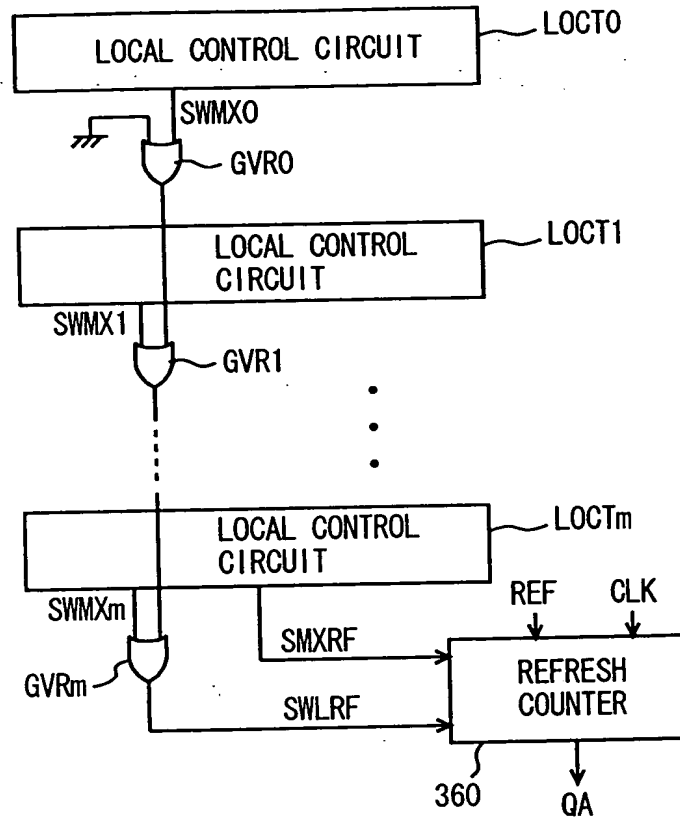 LOCAL CONTROL CIRCUIT
LOCT0
SWMX0
GVR0
LOCAL CONTROL
CIRCUIT
LOCT1
SWMX1
GVR1
LOCAL CONTROL
CIRCUIT
LOCTm
SWMXm
REF
CLK
SMXRF
GVRm
REFRESH
COUNTER
SWLRF
360
QA